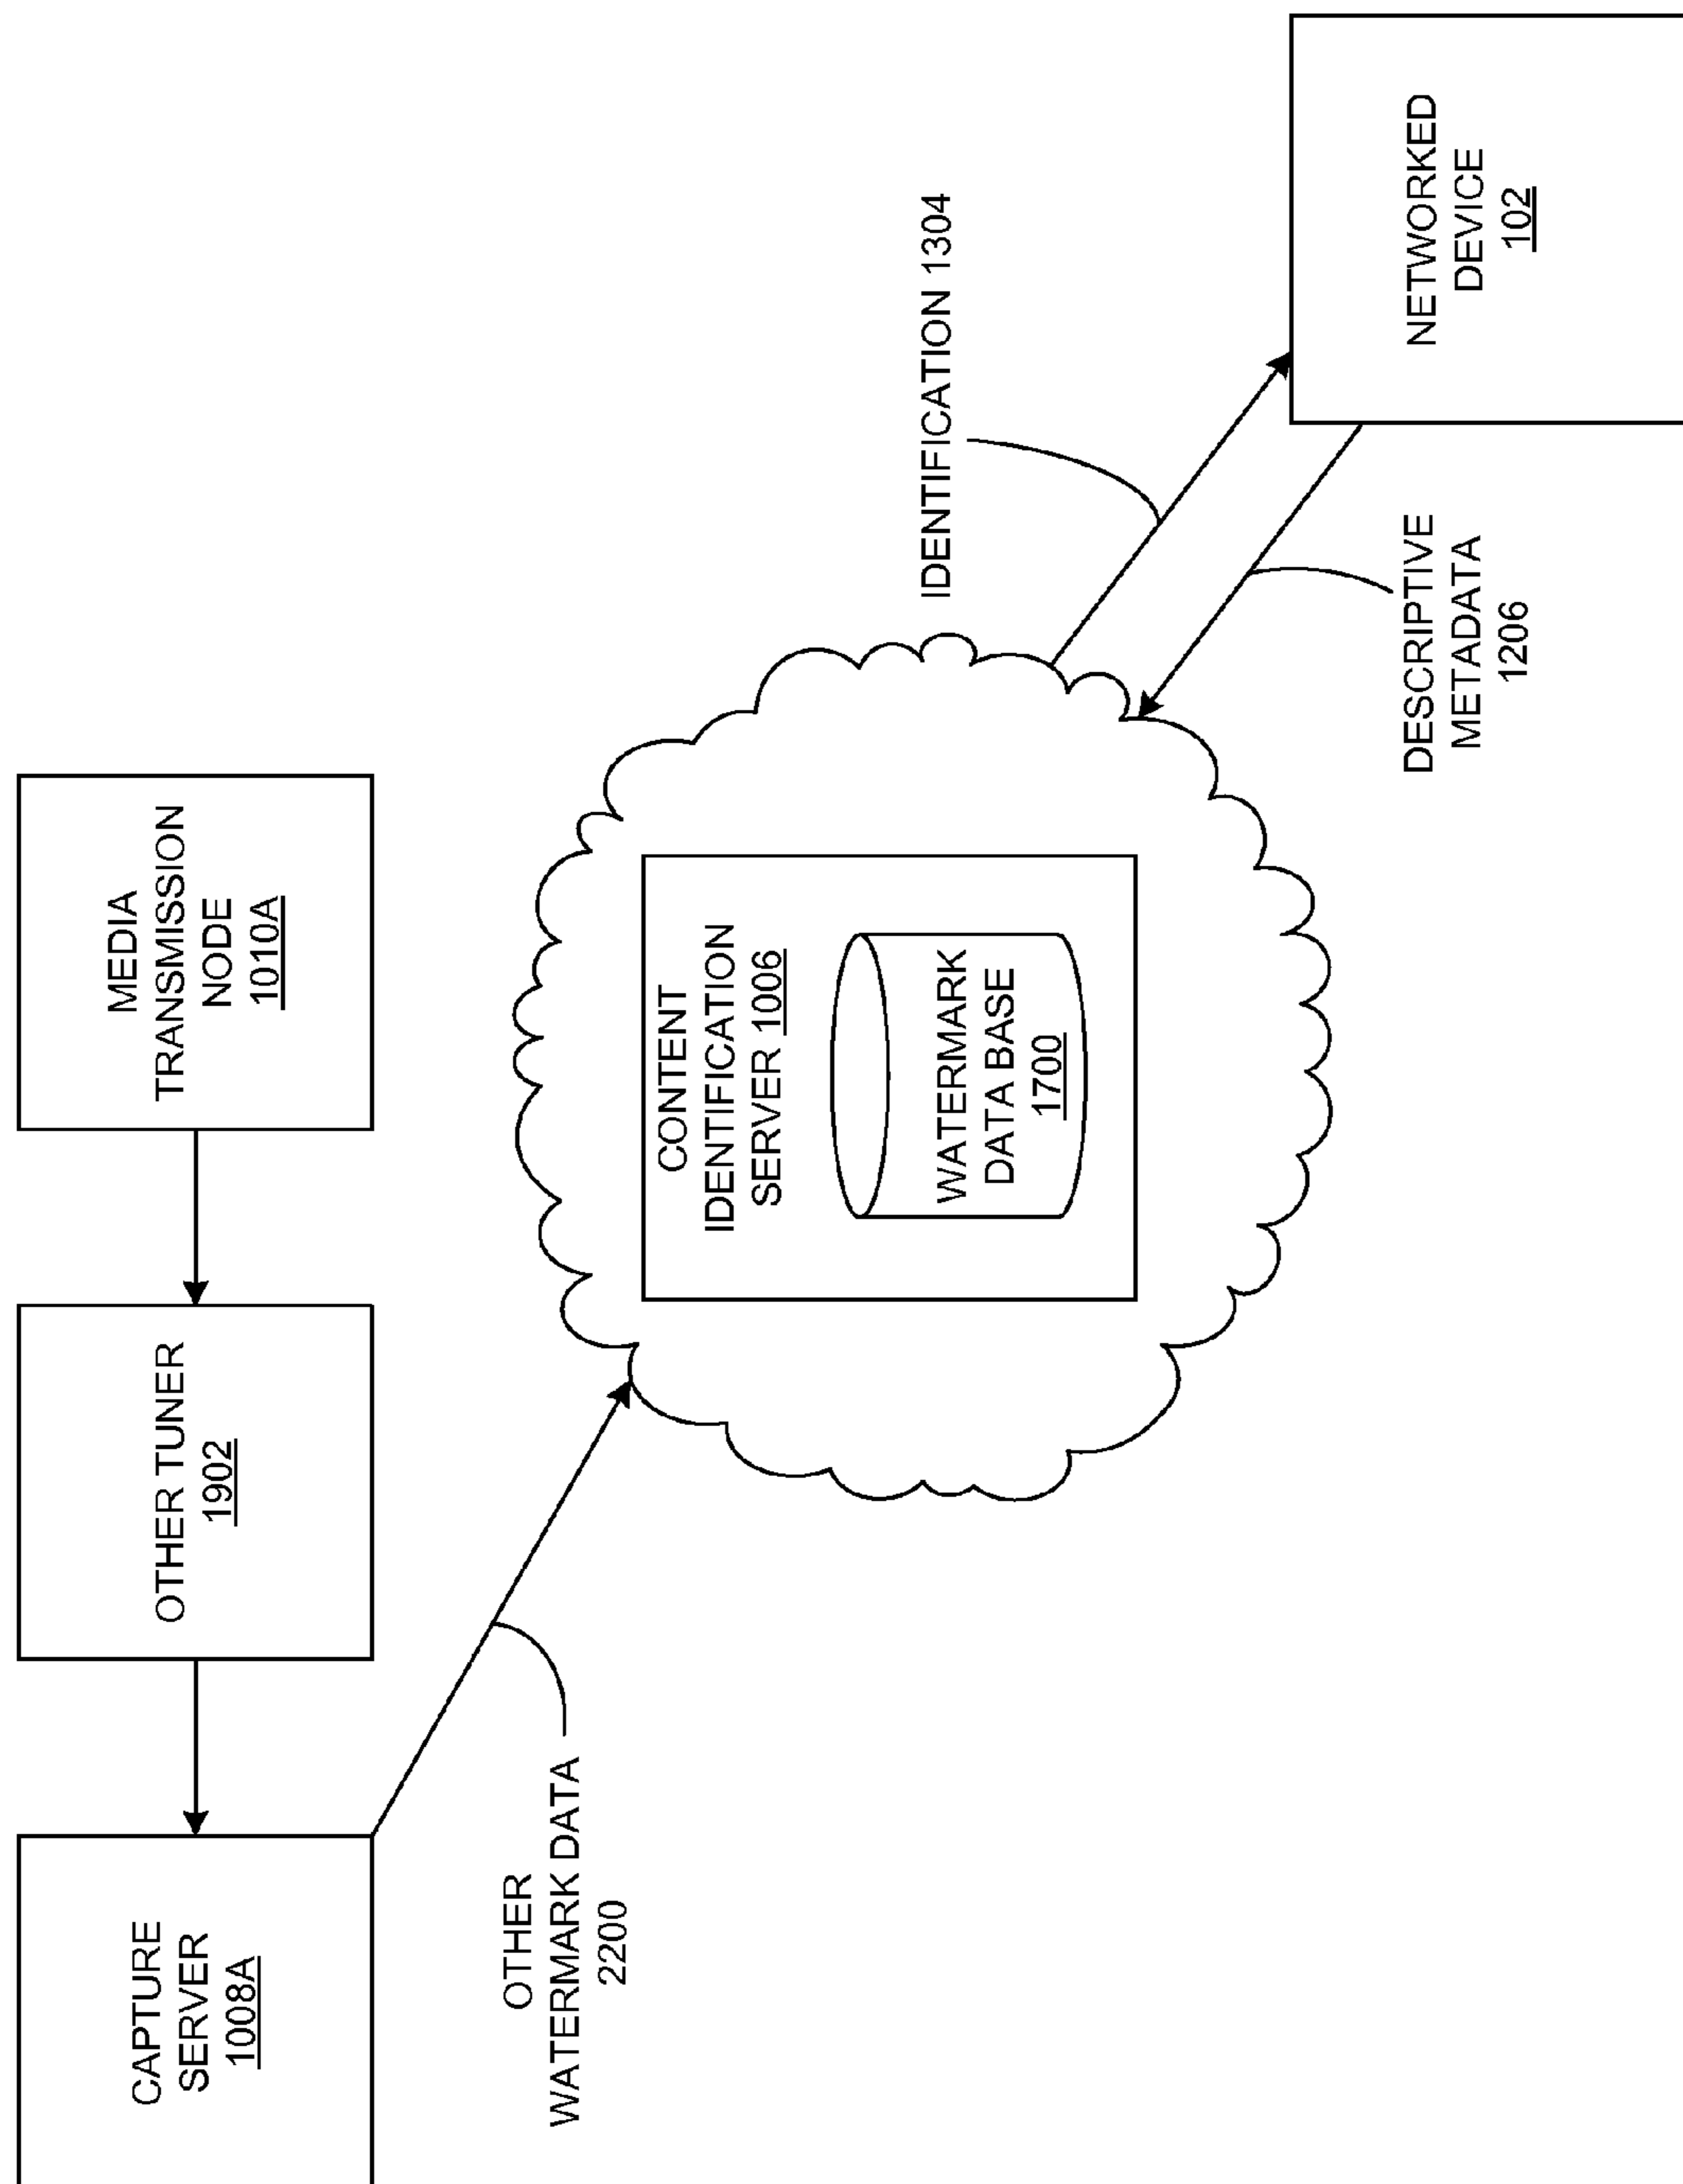 CAPTURE
SERVER
1008A
OTHER TUNER
1902
MEDIA
TRANSMISSION
NODE
1010A
OTHER
WATERMARK DATA
2200
CONTENT
IDENTIFICATION
SERVER 1006
WATERMARK
DATA BASE
1700
IDENTIFICATION 1304
DESCRIPTIVE
METADATA
1206
NETWORKED
DEVICE
102